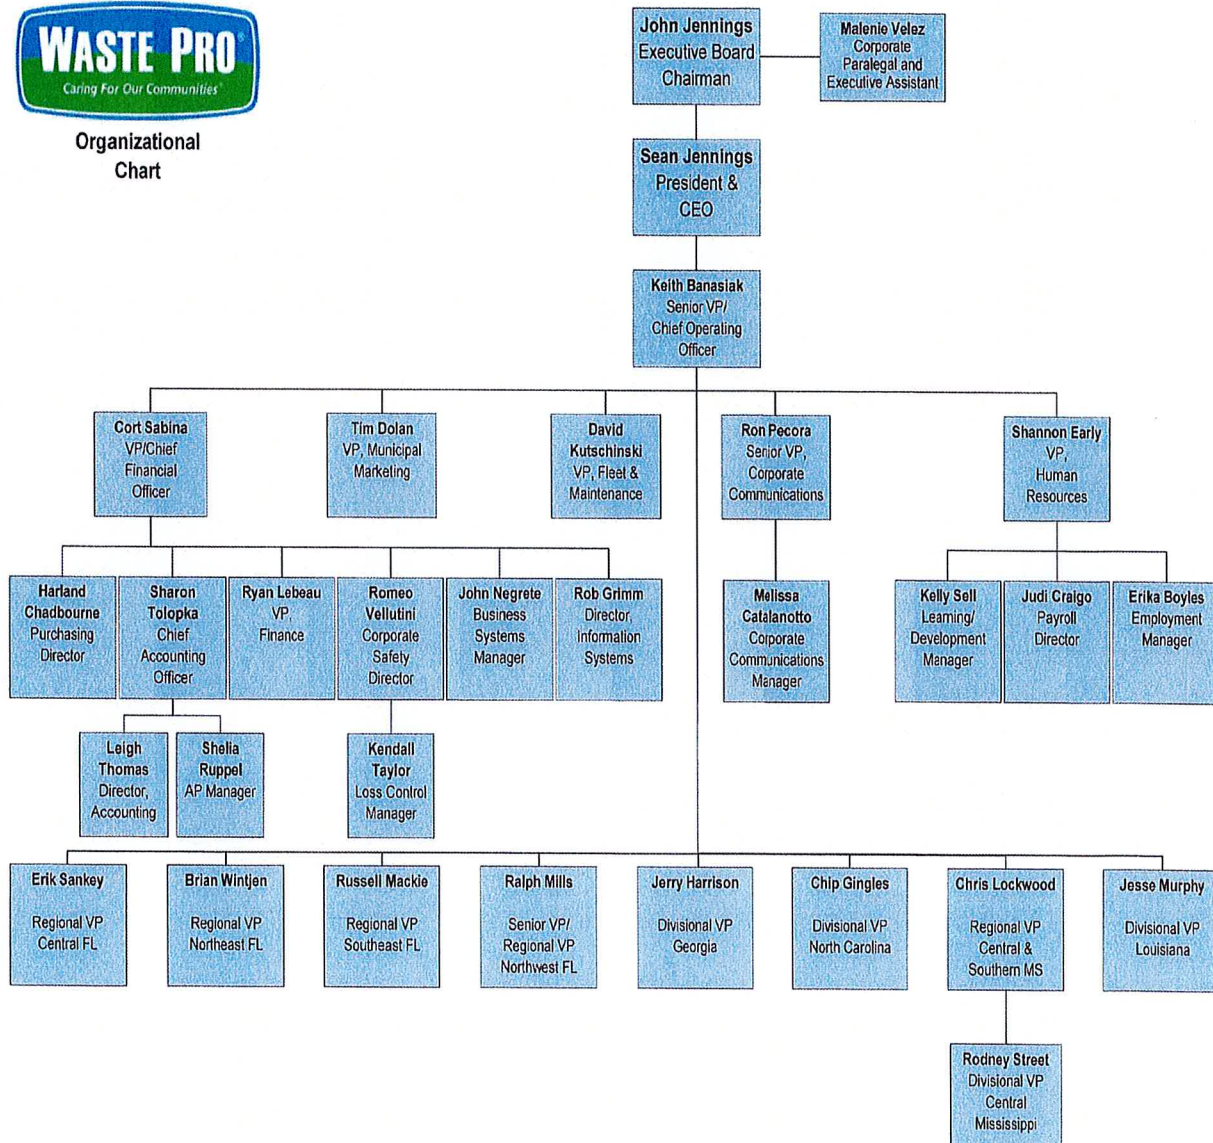 WASTE PRO®
Caring For Our Communities
Organizational
Chart
John Jennings
Executive Board
Chairman
Malenie Velez
Corporate
Paralegal and
Executive Assistant
Sean Jennings
President &
CEO
Keith Banasiak
Senior VP/
Chief Operating
Officer
Cort Sabina
VP/Chief
Financial
Officer
Tim Dolan
VP, Municipal
Marketing
David
Kutschinski
VP, Fleet &
Maintenance
Ron Pecora
Senior VP,
Corporate
Communications
Shannon Early
VP,
Human
Resources
Harland
Chadbourne
Purchasing
Director
Sharon
Tolopka
Chief
Accounting
Officer
Ryan Lebeau
VP,
Finance
Romeo
Vellutini
Corporate
Safety
Director
John Negrete
Business
Systems
Manager
Rob Grimm
Director,
Information
Systems
Melissa
Catalanotto
Corporate
Communications
Manager
Kelly Sell
Learning/
Development
Manager
Judi Craigo
Payroll
Director
Erika Boyles
Employment
Manager
Leigh
Thomas
Director,
Accounting
Shelia
Ruppel
AP Manager
Kendall
Taylor
Loss Control
Manager
Erik Sankey
Regional VP
Central FL
Brian Wintjen
Regional VP
Northeast FL
Russell Mackie
Regional VP
Southeast FL
Ralph Mills
Senior VP/
Regional VP
Northwest FL
Jerry Harrison
Divisional VP
Georgia
Chip Gingles
Divisional VP
North Carolina
Chris Lockwood
Regional VP
Central &
Southern MS
Jesse Murphy
Divisional VP
Louisiana
Rodney Street
Divisional VP
Central
Mississippi